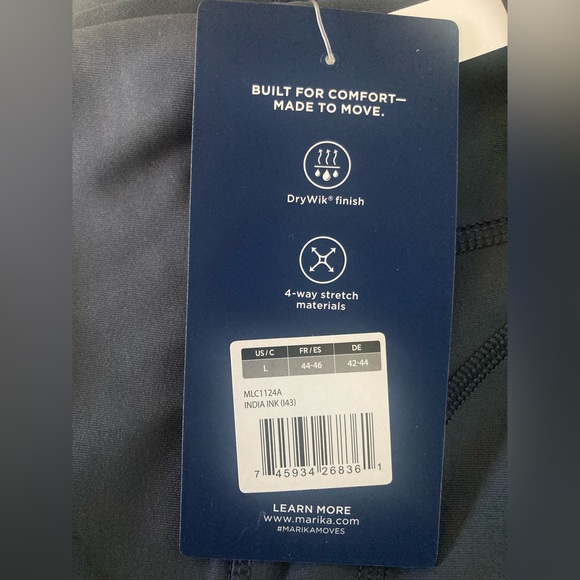 BUILT FOR COMFORT—
MADE TO MOVE.
DryWik® finish
4-way stretch
materials
US / C FR / ES DE
L 44-46 42-44
MLC1124A
INDIA INK (I43)
7 45934 26836 1
LEARN MORE
www.marika.com
#MARIKAMOVES